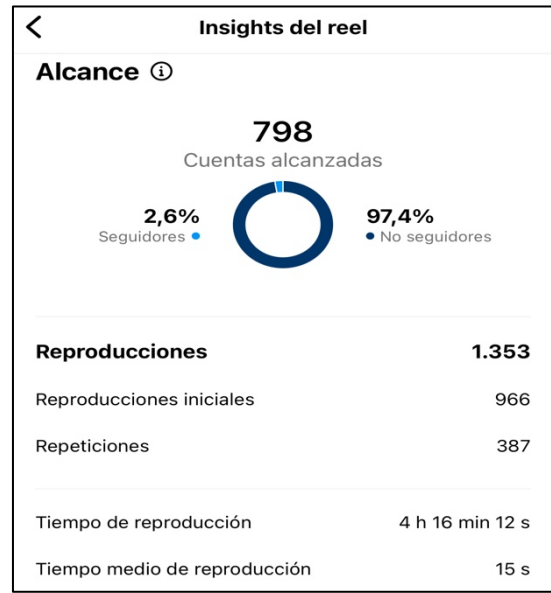 Insights del reel
Alcance
798
Cuentas alcanzadas
2,6%
Seguidores
97,4%
No seguidores
Reproducciones 1.353
Reproducciones iniciales 966
Repeticiones 387
Tiempo de reproducción 4 h 16 min 12 s
Tiempo medio de reproducción 15 s